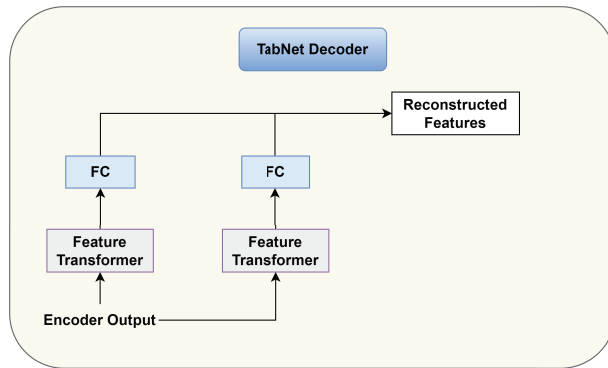 TabNet Decoder
Reconstructed
Features
FC
FC
Feature
Transformer
Feature
Transformer
Encoder Output